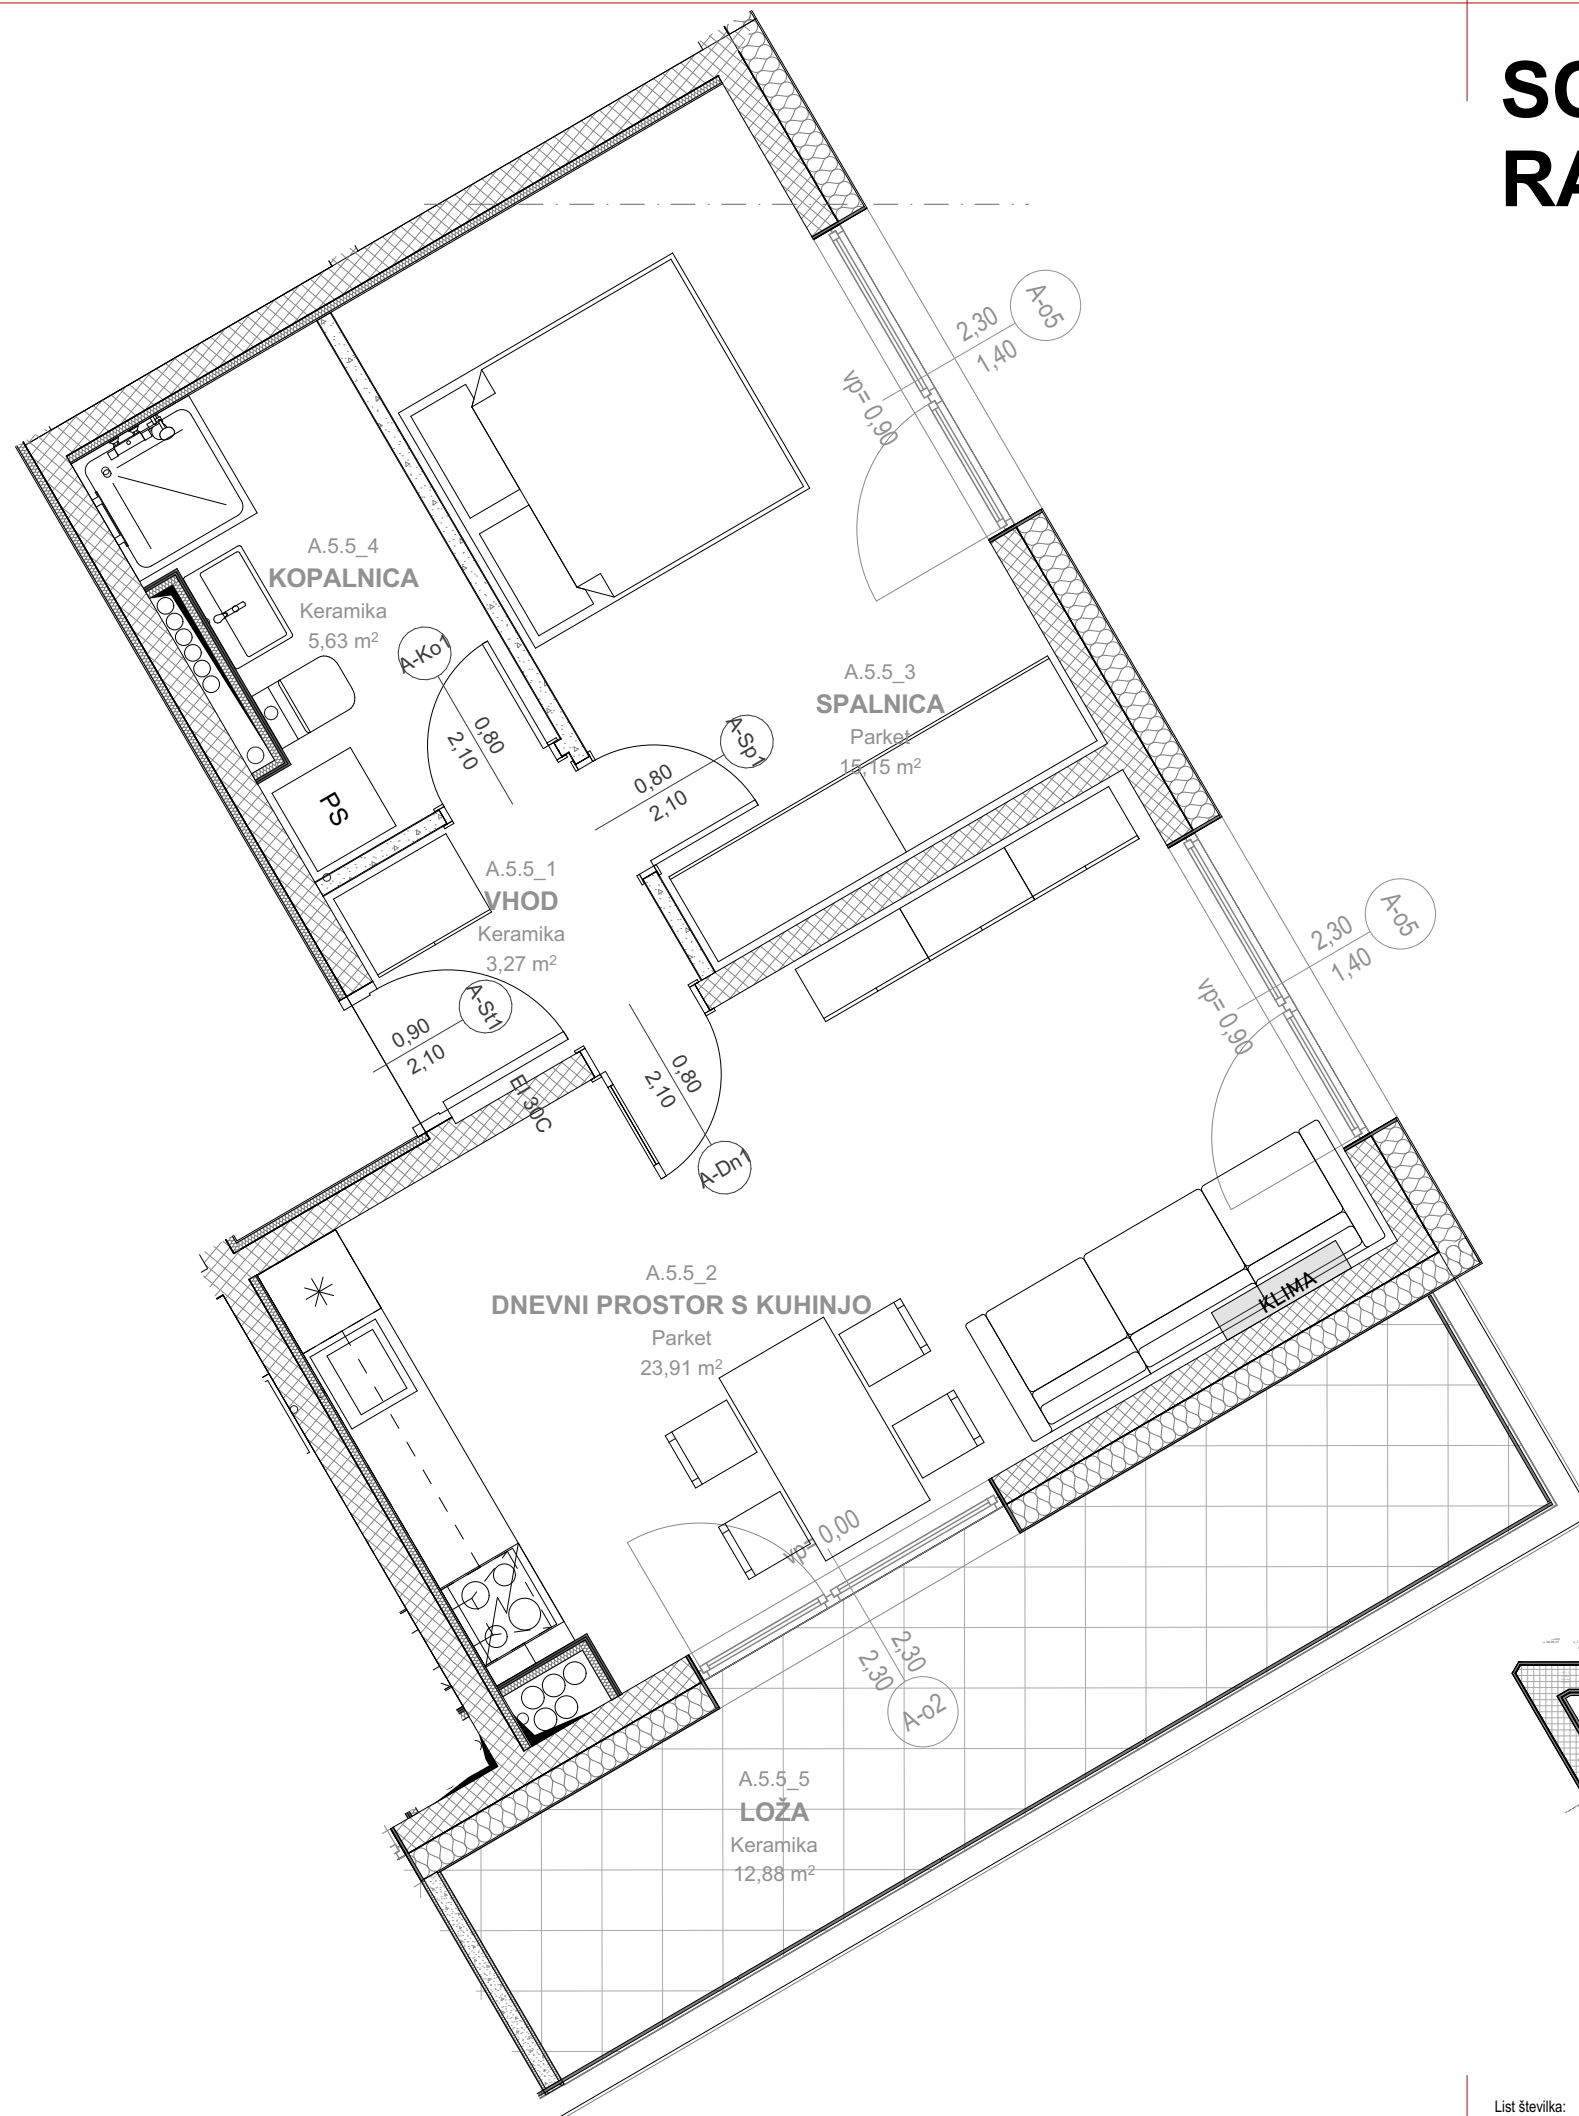 SO
RA
2,30
1,40
A-o5
vp= 0,90
A.5.5_4
KOPALNICA
Keramika
5,63 m²
A-Ko1
0,80
2,10
A.5.5_3
SPALNICA
Parket
15,15 m²
A-Sp1
0,80
2,10
PS
A.5.5_1
VHOD
Keramika
3,27 m²
A-St1
0,90
2,10
EI 30C
2,30
1,40
A-o5
vp= 0,90
0,80
2,10
A-Dn1
A.5.5_2
DNEVNI PROSTOR S KUHINJO
Parket
23,91 m²
KLIMA
vp= 0,00
2,30
2,30
A-o2
A.5.5_5
LOŽA
Keramika
12,88 m²
List številka: